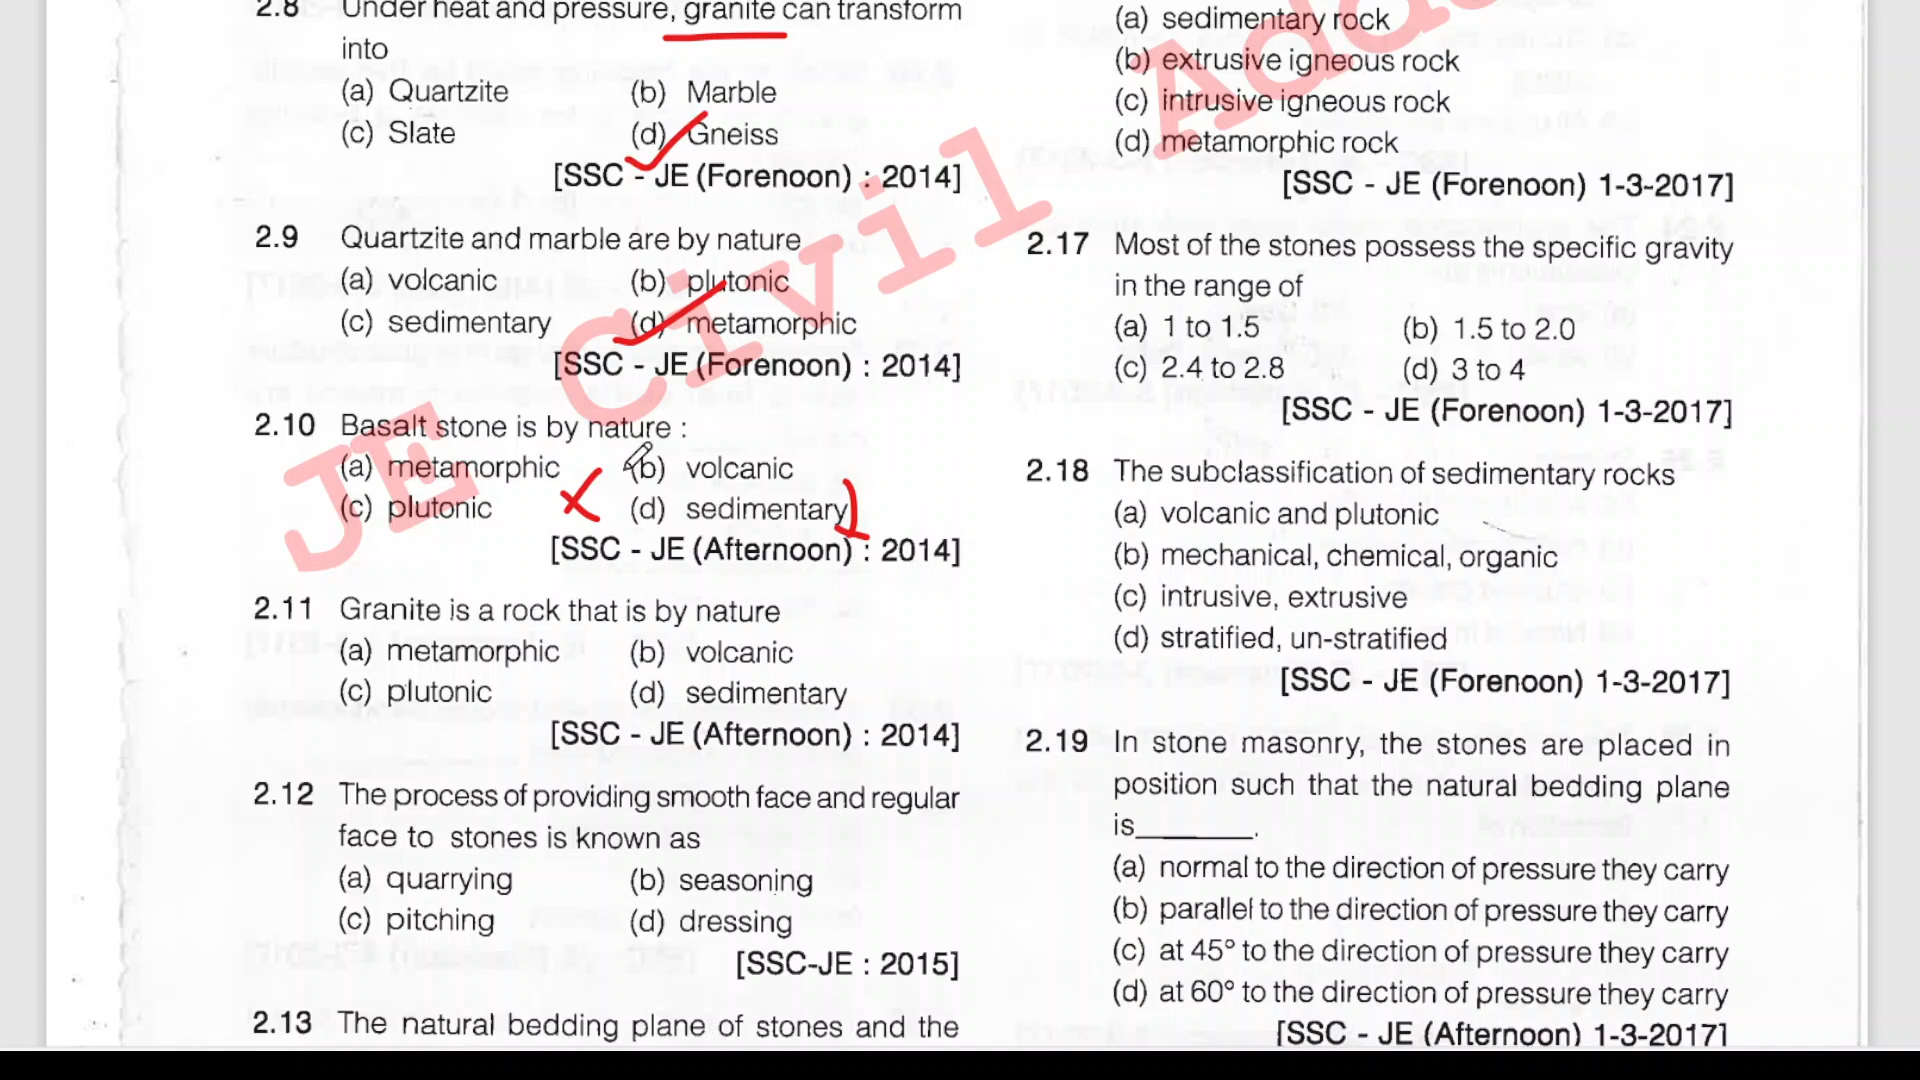 2.8 Under heat and pressure, granite can transform
into
(a) Quartzite (b) Marble
(c) Slate (d) Gneiss
[SSC - JE (Forenoon) : 2014]
2.9 Quartzite and marble are by nature
(a) volcanic (b) plutonic
(c) sedimentary (d) metamorphic
[SSC - JE (Forenoon) : 2014]
2.10 Basalt stone is by nature :
(a) metamorphic (b) volcanic
(c) plutonic (d) sedimentary
[SSC - JE (Afternoon) : 2014]
2.11 Granite is a rock that is by nature
(a) metamorphic (b) volcanic
(c) plutonic (d) sedimentary
[SSC - JE (Afternoon) : 2014]
2.12 The process of providing smooth face and regular
face to stones is known as
(a) quarrying (b) seasoning
(c) pitching (d) dressing
[SSC-JE : 2015]
2.13 The natural bedding plane of stones and the
(a) sedimentary rock
(b) extrusive igneous rock
(c) intrusive igneous rock
(d) metamorphic rock
[SSC - JE (Forenoon) 1-3-2017]
2.17 Most of the stones possess the specific gravity
in the range of
(a) 1 to 1.5 (b) 1.5 to 2.0
(c) 2.4 to 2.8 (d) 3 to 4
[SSC - JE (Forenoon) 1-3-2017]
2.18 The subclassification of sedimentary rocks
(a) volcanic and plutonic
(b) mechanical, chemical, organic
(c) intrusive, extrusive
(d) stratified, un-stratified
[SSC - JE (Forenoon) 1-3-2017]
2.19 In stone masonry, the stones are placed in
position such that the natural bedding plane
is________.
(a) normal to the direction of pressure they carry
(b) parallel to the direction of pressure they carry
(c) at 45° to the direction of pressure they carry
(d) at 60° to the direction of pressure they carry
[SSC - JE (Afternoon) 1-3-2017]
JE Civil